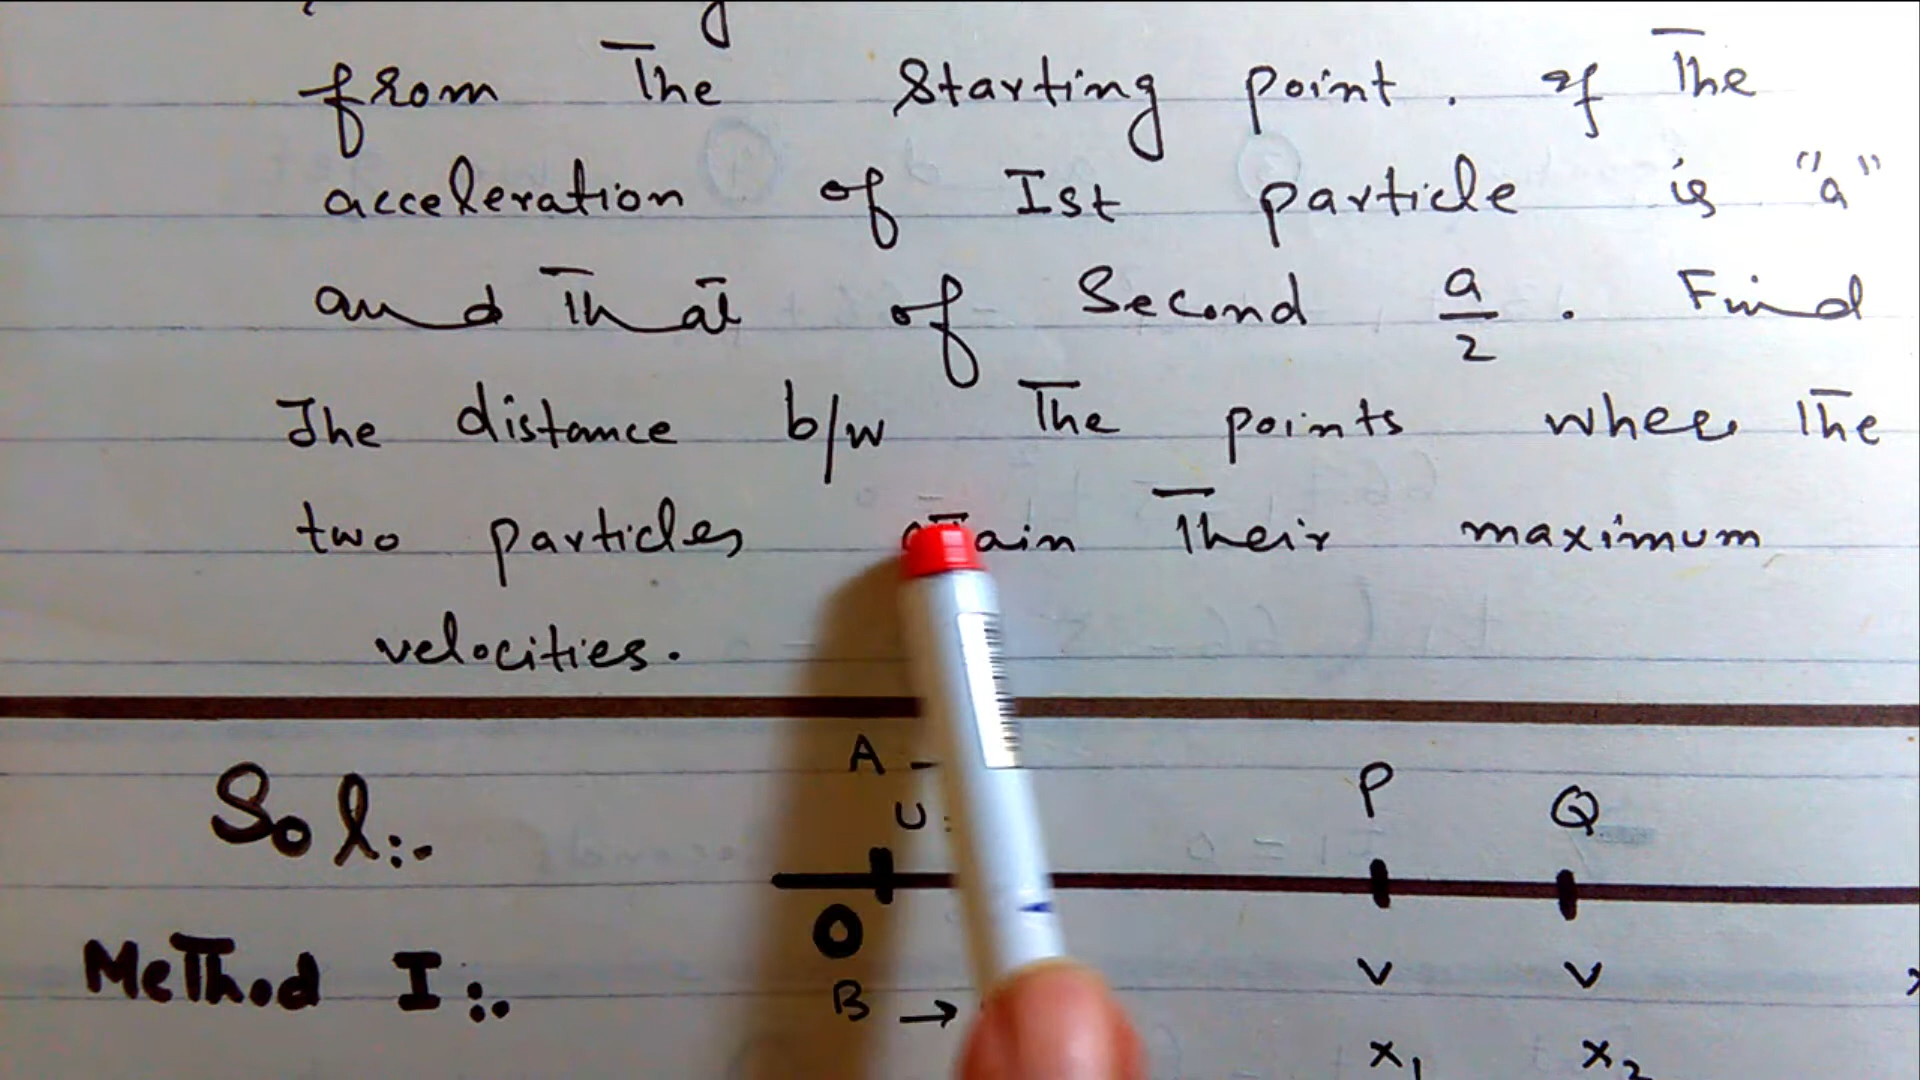 from The Starting point. If The
acceleration of Ist particle is "a"
and That of Second a/2. Find
The distance b/w The points whee The
two particles attain Their maximum
velocities.
Sol:.
A
U
P Q
O
Method I:.
B →
v v
x1 x2